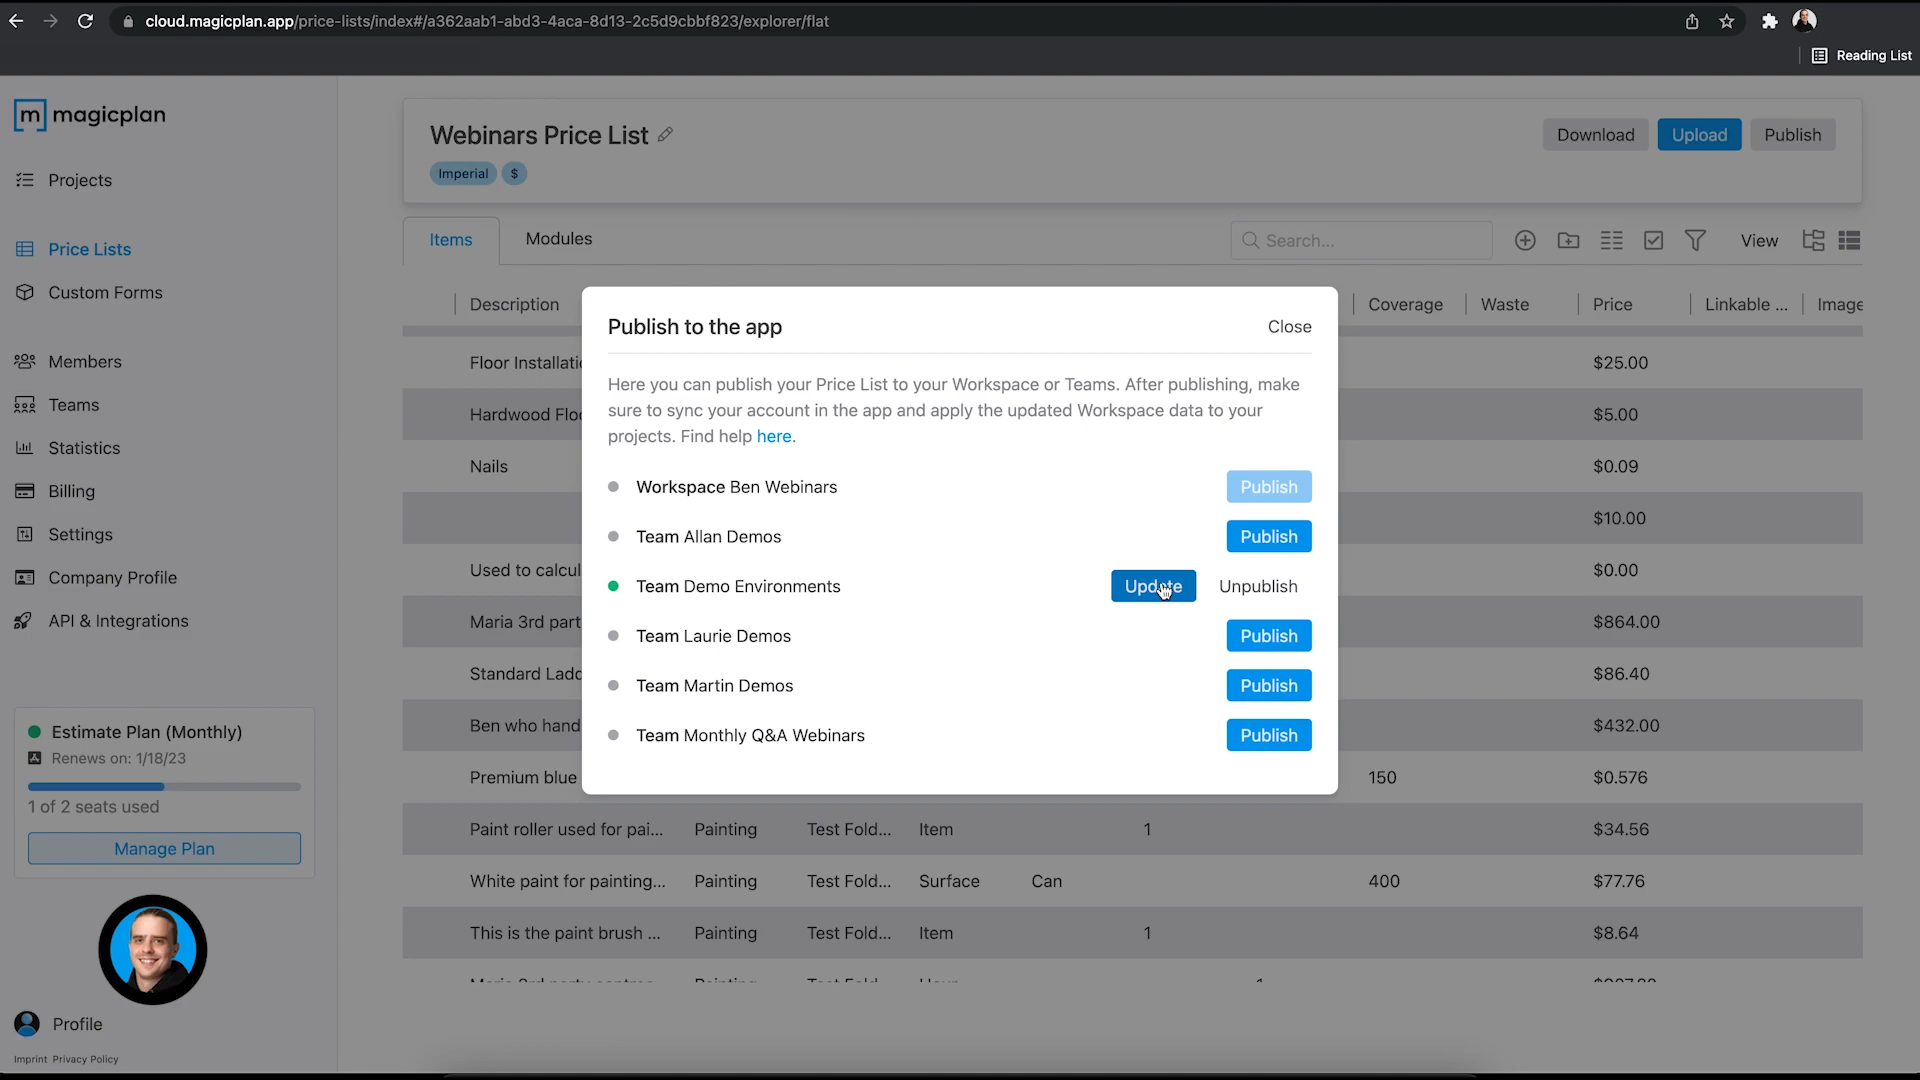 cloud.magicplan.app/price-lists/index#/a362aab1-abd3-4aca-8d13-2c5d9cbbf823/explorer/flat
Reading List
m magicplan
Projects
Price Lists
Custom Forms
Members
Teams
Statistics
Billing
Settings
Company Profile
API & Integrations
Estimate Plan (Monthly)
Renews on: 1/18/23
1 of 2 seats used
Manage Plan
Profile
Imprint Privacy Policy
Webinars Price List
Imperial $
Download Upload Publish
Items Modules
Search... View
Description Coverage Waste Price Linkable ... Image
Floor Installati $25.00
Hardwood Flo $5.00
Nails $0.09
$10.00
Used to calcul $0.00
Maria 3rd part $864.00
Standard Ladd $86.40
Ben who hand $432.00
Premium blue 150 $0.576
Paint roller used for pai... Painting Test Fold... Item 1 $34.56
White paint for painting... Painting Test Fold... Surface Can 400 $77.76
This is the paint brush ... Painting Test Fold... Item 1 $8.64
Publish to the app
Close
Here you can publish your Price List to your Workspace or Teams. After publishing, make
sure to sync your account in the app and apply the updated Workspace data to your
projects. Find help here.
Workspace Ben Webinars Publish
Team Allan Demos Publish
Team Demo Environments Update Unpublish
Team Laurie Demos Publish
Team Martin Demos Publish
Team Monthly Q&A Webinars Publish